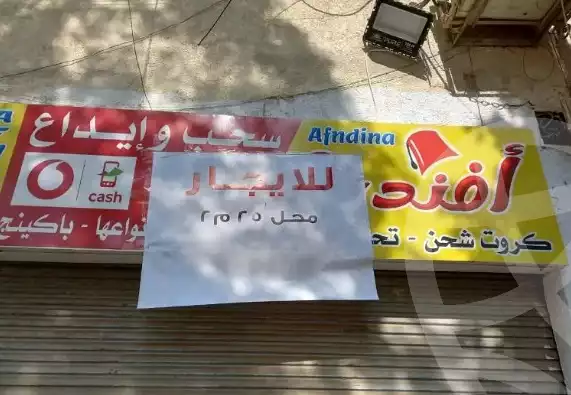 سحب وإيداع
cash
نواعها - باكينج
للايجار
محل ٢٥ م٢
Afndina
أفند
كروت شحن - تح